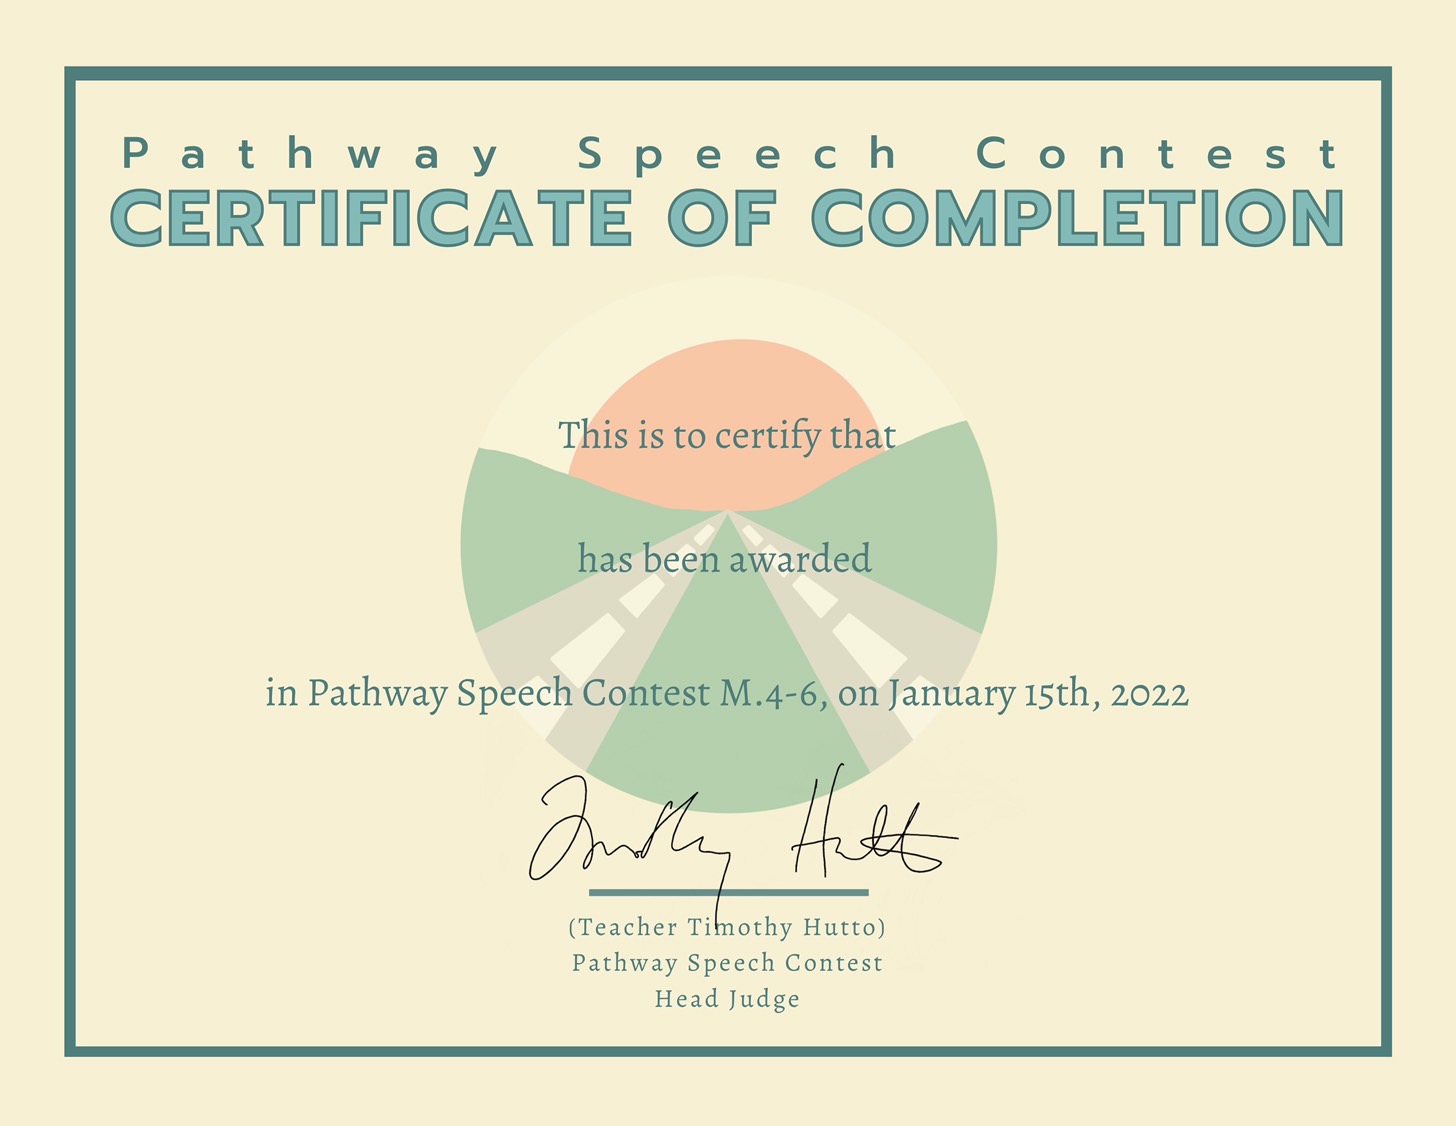 Pathway Speech Contest
CERTIFICATE OF COMPLETION
This is to certify that
has been awarded
in Pathway Speech Contest M.4-6, on January 15th, 2022
Timothy Hutto
(Teacher Timothy Hutto)
Pathway Speech Contest
Head Judge